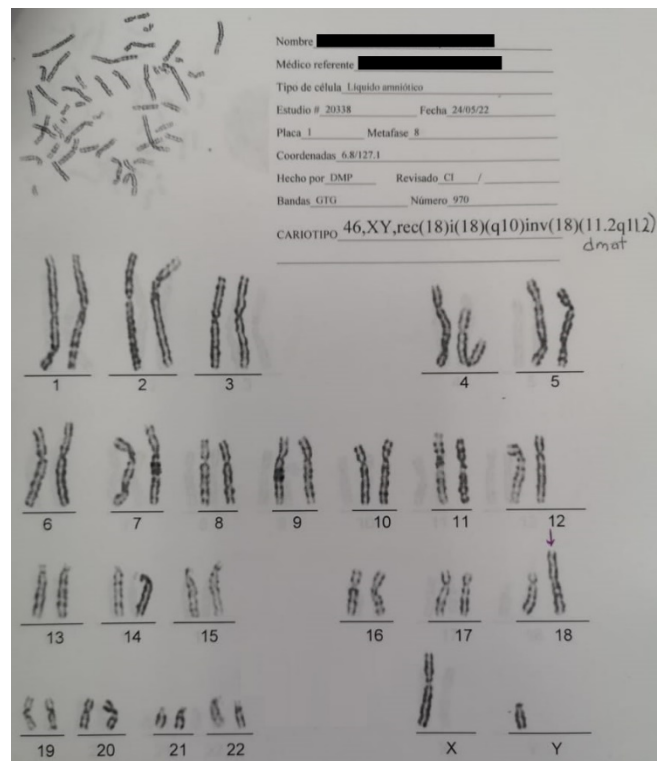 Nombre
Médico referente
Tipo de célula Líquido amniótico
Estudio # 20338 Fecha 24/05/22
Placa 1 Metafase 8
Coordenadas 6.8/127.1
Hecho por DMP Revisado CI /
Bandas GTG Número 970
CARIOTIPO 46,XY,rec(18)i(18)(q10)inv(18)(11.2q11.2)
dmat
1 2 3 4 5
6 7 8 9 10 11 12
13 14 15 16 17 18
19 20 21 22 X Y